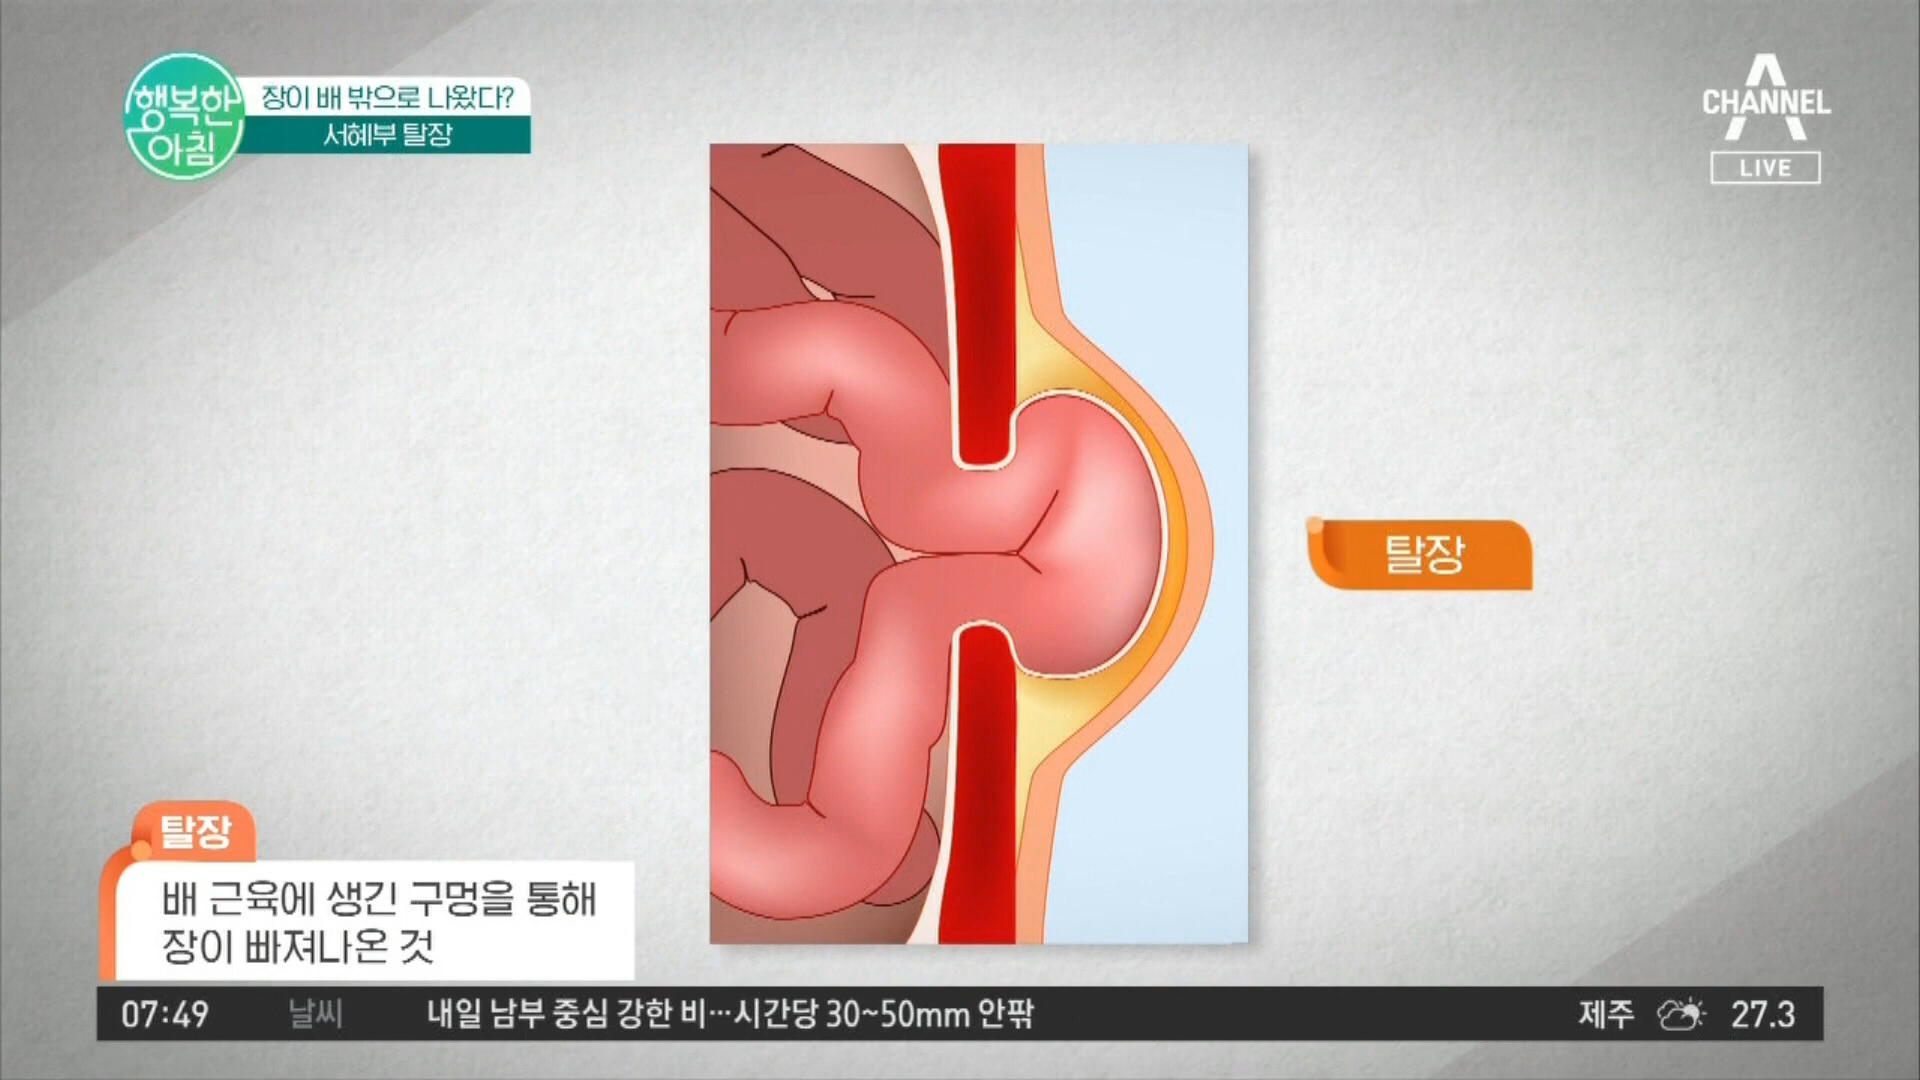 행복한
아침
장이 배 밖으로 나왔다?
서혜부 탈장
CHANNEL A
LIVE
탈장
탈장
배 근육에 생긴 구멍을 통해
장이 빠져나온 것
07:49 날씨 내일 남부 중심 강한 비…시간당 30~50mm 안팎 제주 27.3